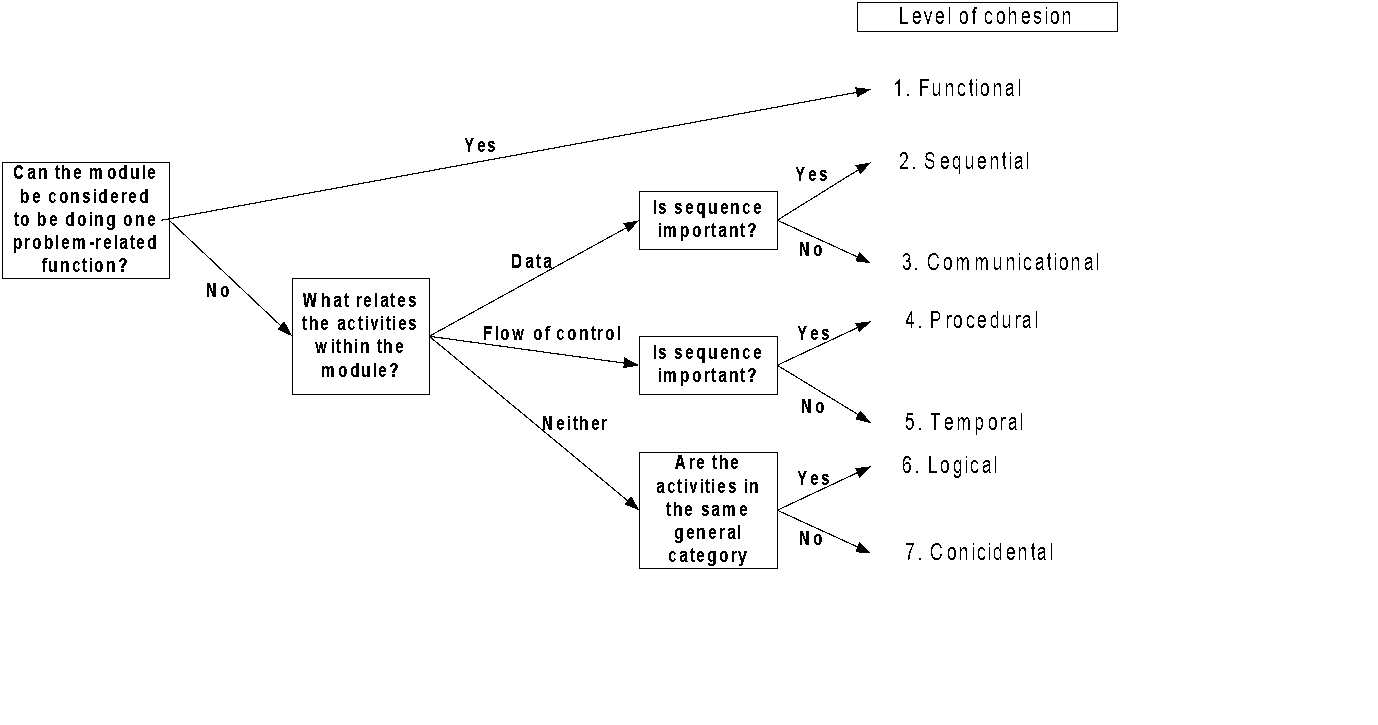 Level of cohesion
1. Functional
Yes
Can the module
be considered
to be doing one
problem-related
function?
2. Sequential
Yes
Is sequence
important?
No
Data
3. Communicational
No
What relates
the activities
within the
module?
Flow of control
4. Procedural
Yes
Is sequence
important?
No
5. Temporal
Neither
Are the
activities in
the same
general
category
Yes
6. Logical
No
7. Conicidental